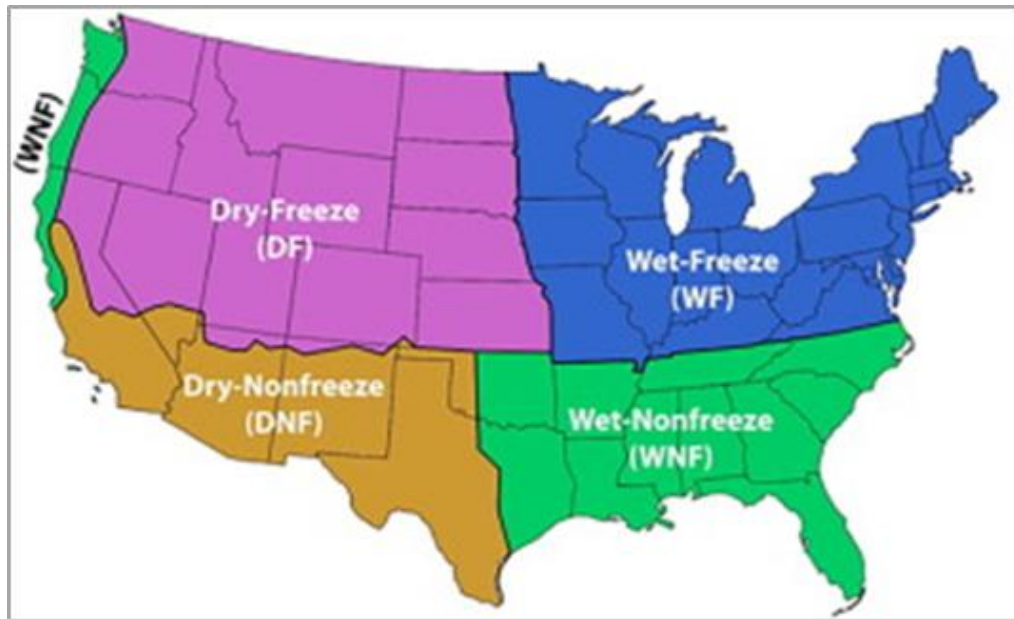 (WNF)
Dry-Freeze
(DF)
Wet-Freeze
(WF)
Dry-Nonfreeze
(DNF)
Wet-Nonfreeze
(WNF)